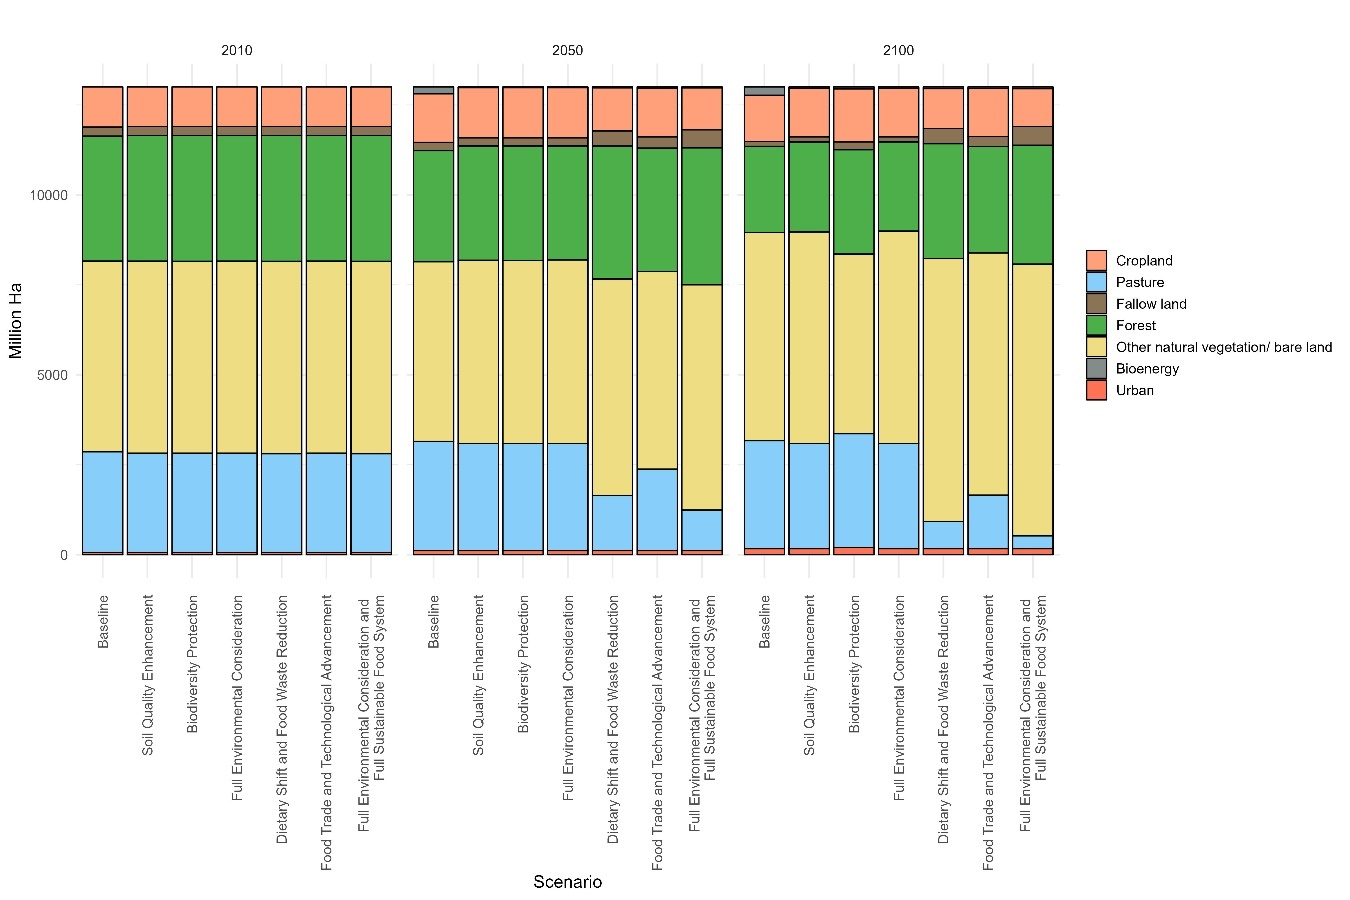 2010
2050
2100
Million Ha
10000
5000
0
Baseline
Soil Quality Enhancement
Biodiversity Protection
Full Environmental Consideration
Dietary Shift and Food Waste Reduction
Food Trade and Technological Advancement
Full Environmental Consideration and
Full Sustainable Food System
Baseline
Soil Quality Enhancement
Biodiversity Protection
Full Environmental Consideration
Dietary Shift and Food Waste Reduction
Food Trade and Technological Advancement
Full Environmental Consideration and
Full Sustainable Food System
Baseline
Soil Quality Enhancement
Biodiversity Protection
Full Environmental Consideration
Dietary Shift and Food Waste Reduction
Food Trade and Technological Advancement
Full Environmental Consideration and
Full Sustainable Food System
Scenario
Cropland
Pasture
Fallow land
Forest
Other natural vegetation/ bare land
Bioenergy
Urban